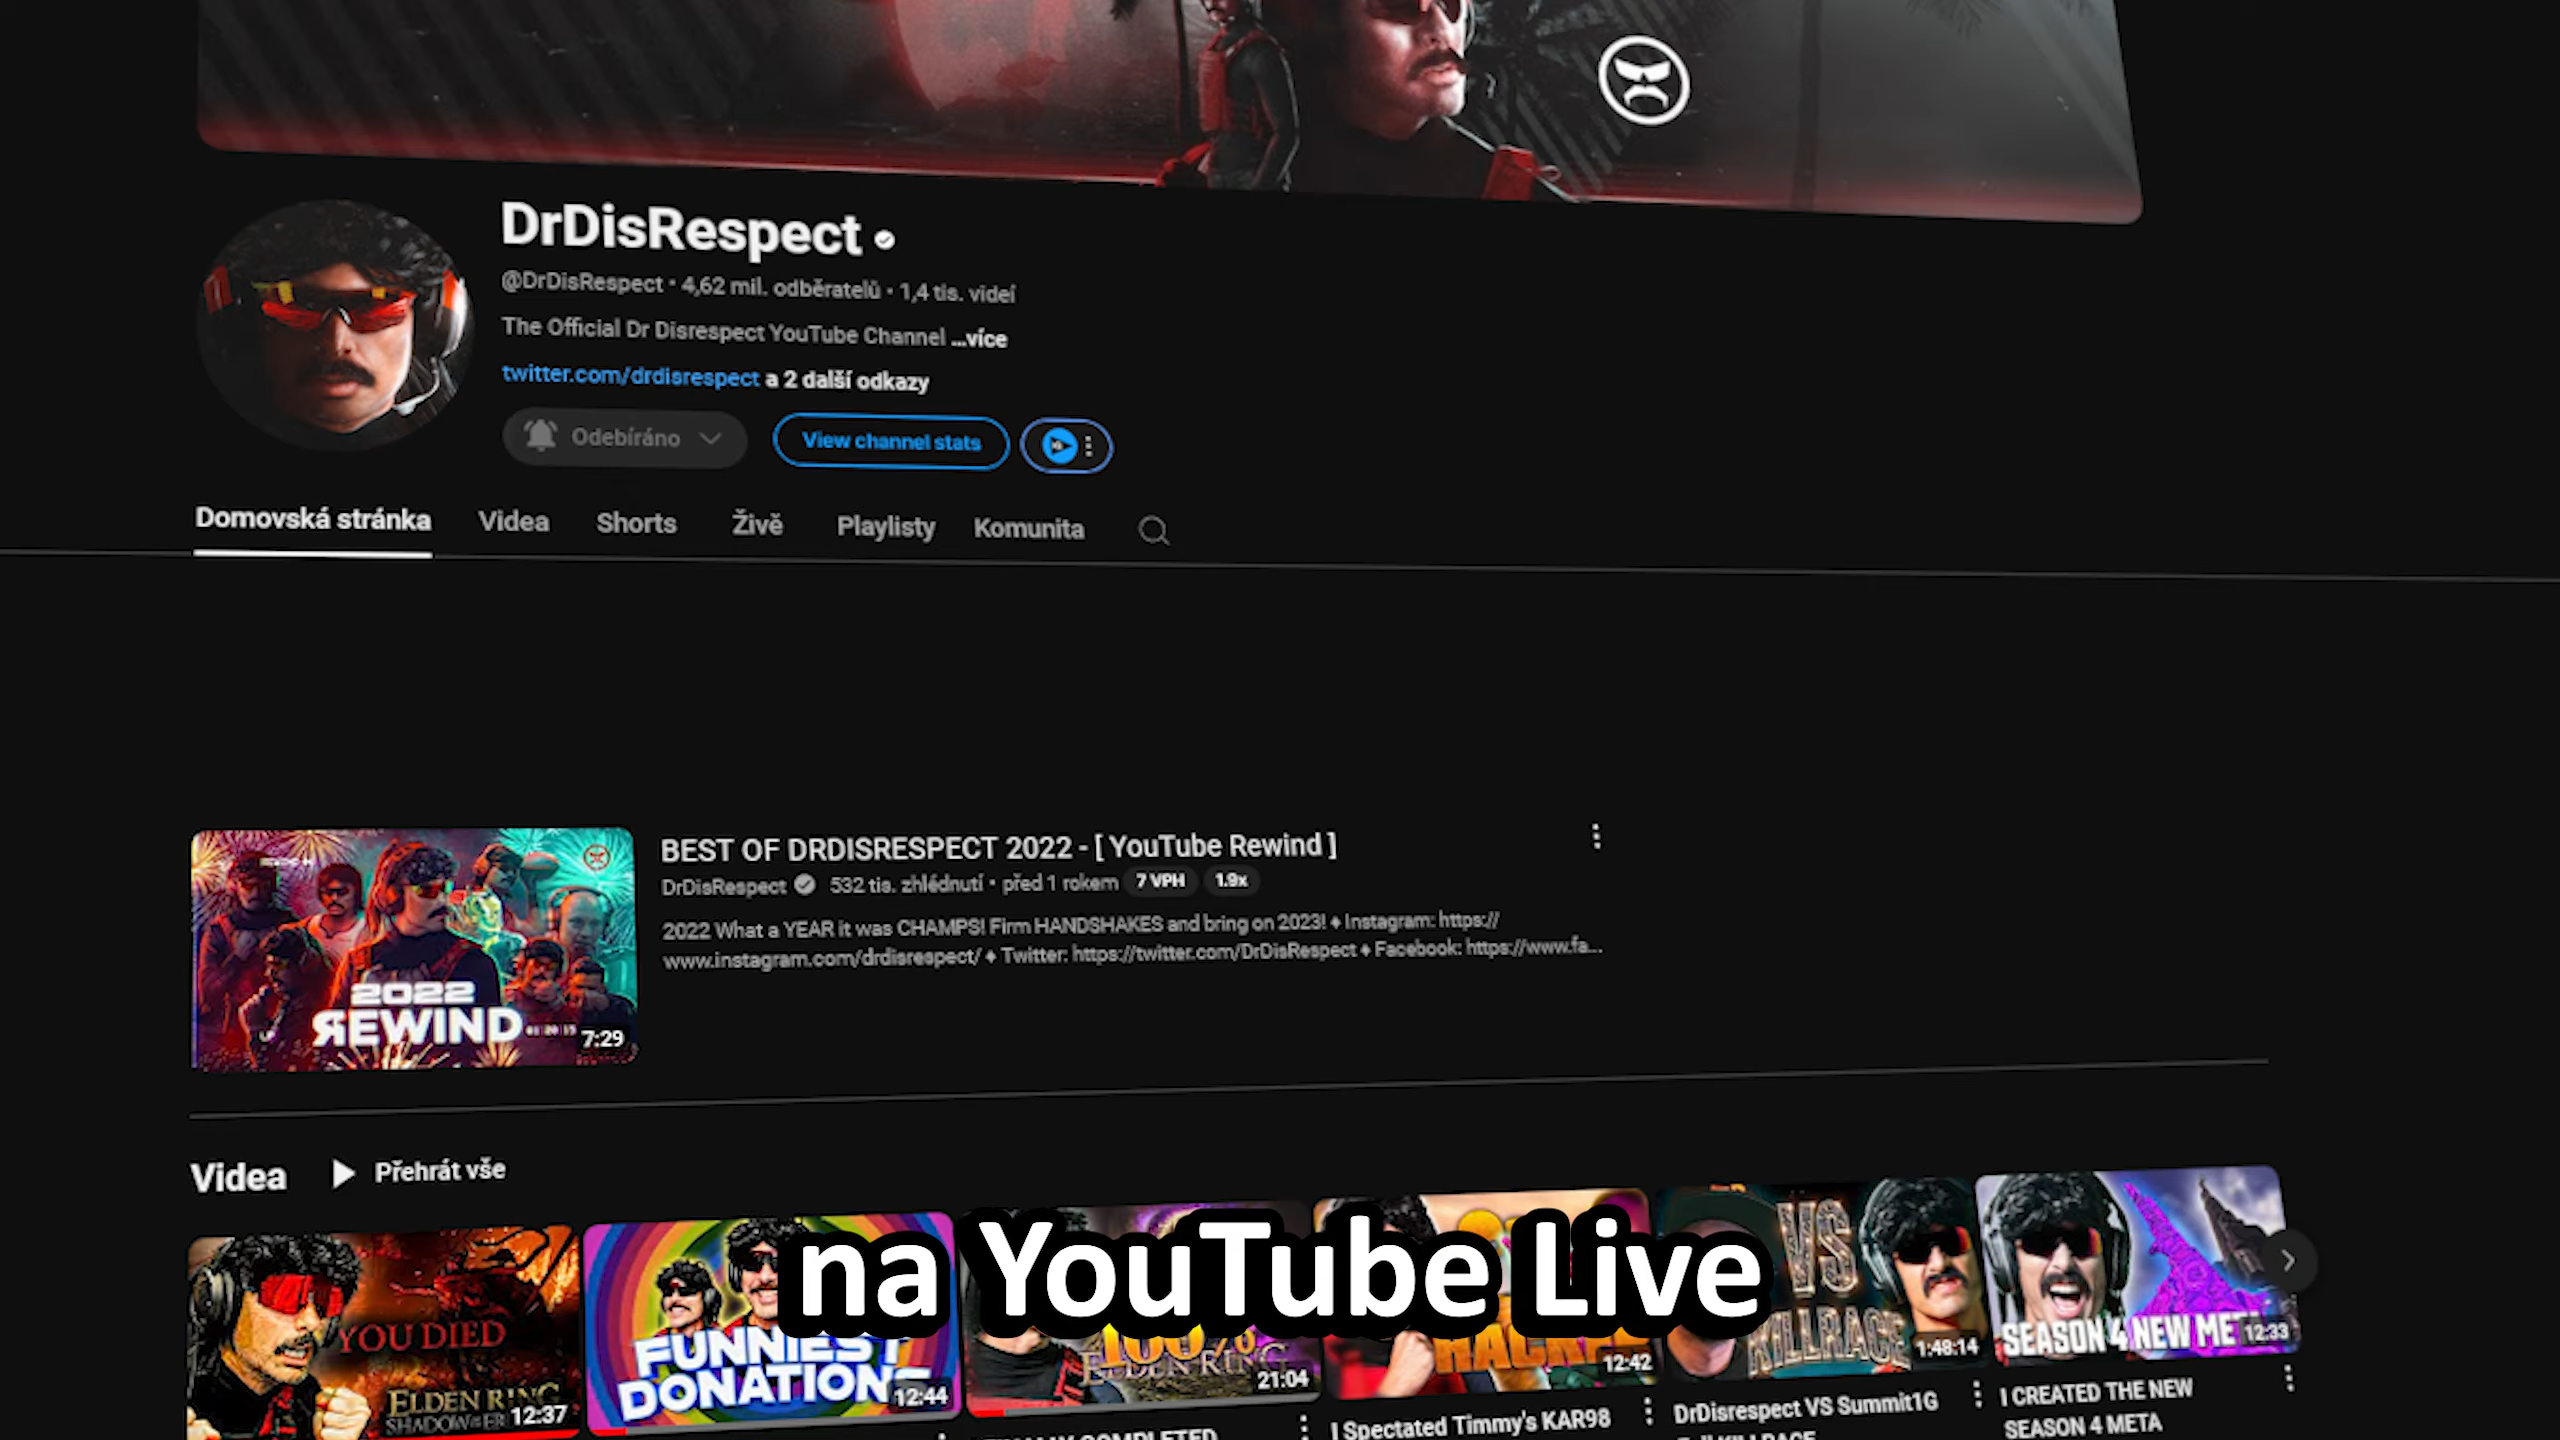 DrDisRespect
@DrDisRespect • 4,62 mil. odběratelů • 1,4 tis. videí
The Official Dr Disrespect YouTube Channel ...více
twitter.com/drdisrespect a 2 další odkazy
Odebíráno
View channel stats
Domovská stránka
Videa
Shorts
Živě
Playlisty
Komunita
BEST OF DRDISRESPECT 2022 - [ YouTube Rewind ]
DrDisRespect 532 tis. zhlédnutí • před 1 rokem 7 VPH 1.9x
2022 What a YEAR it was CHAMPS! Firm HANDSHAKES and bring on 2023! ♦ Instagram: https://
www.instagram.com/drdisrespect/ ♦ Twitter: https://twitter.com/DrDisRespect ♦ Facebook: https://www.fa...
2022
REWIND
7:29
Videa
Přehrát vše
YOU DIED
ELDEN RING
12:37
FUNNIEST
DONATIONS
12:44
100%
ELDEN RING
21:04
12:42
VS
KILLRACE
1:48:14
SEASON 4 NEW MET
12:33
na YouTube Live
COMPLETED
I Spectated Timmy's KAR98
DrDisrespect VS Summit1G
I CREATED THE NEW
SEASON 4 META